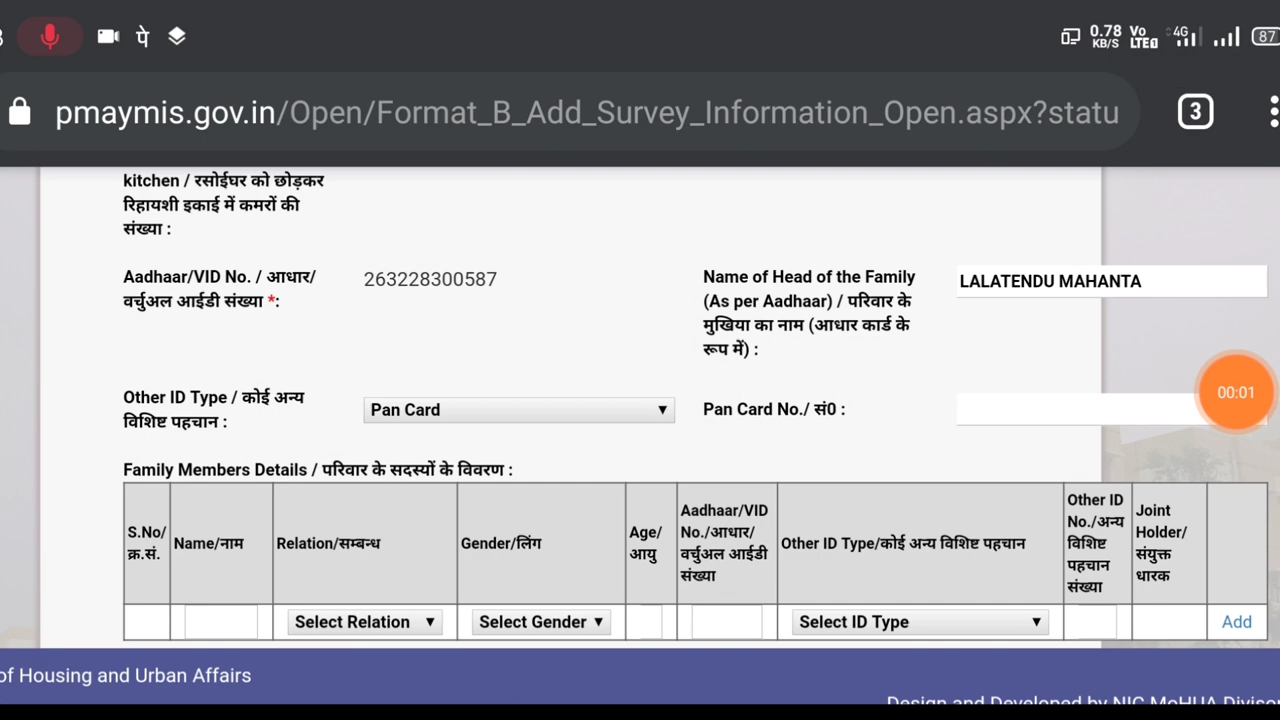 पे 0.78 KB/S Vo LTE 4G 87
pmaymis.gov.in/Open/Format_B_Add_Survey_Information_Open.aspx?statu 3
kitchen / रसोईघर को छोड़कर
रिहायशी इकाई में कमरों की
संख्या :
Aadhaar/VID No. / आधार/
वर्चुअल आईडी संख्या *:
263228300587
Name of Head of the Family
(As per Aadhaar) / परिवार के
मुखिया का नाम (आधार कार्ड के
रूप में) :
LALATENDU MAHANTA
00:01
Other ID Type / कोई अन्य
विशिष्ट पहचान :
Pan Card
Pan Card No./ सं0 :
Family Members Details / परिवार के सदस्यों के विवरण :
S.No/
क्र.सं.
Name/नाम
Relation/सम्बन्ध
Gender/लिंग
Age/
आयु
Aadhaar/VID
No./आधार/
वर्चुअल आईडी
संख्या
Other ID Type/कोई अन्य विशिष्ट पहचान
Other ID
No./अन्य
विशिष्ट
पहचान
संख्या
Joint
Holder/
संयुक्त
धारक
Select Relation
Select Gender
Select ID Type
Add
of Housing and Urban Affairs
Design and Developed by NIC MoHUA Diviso